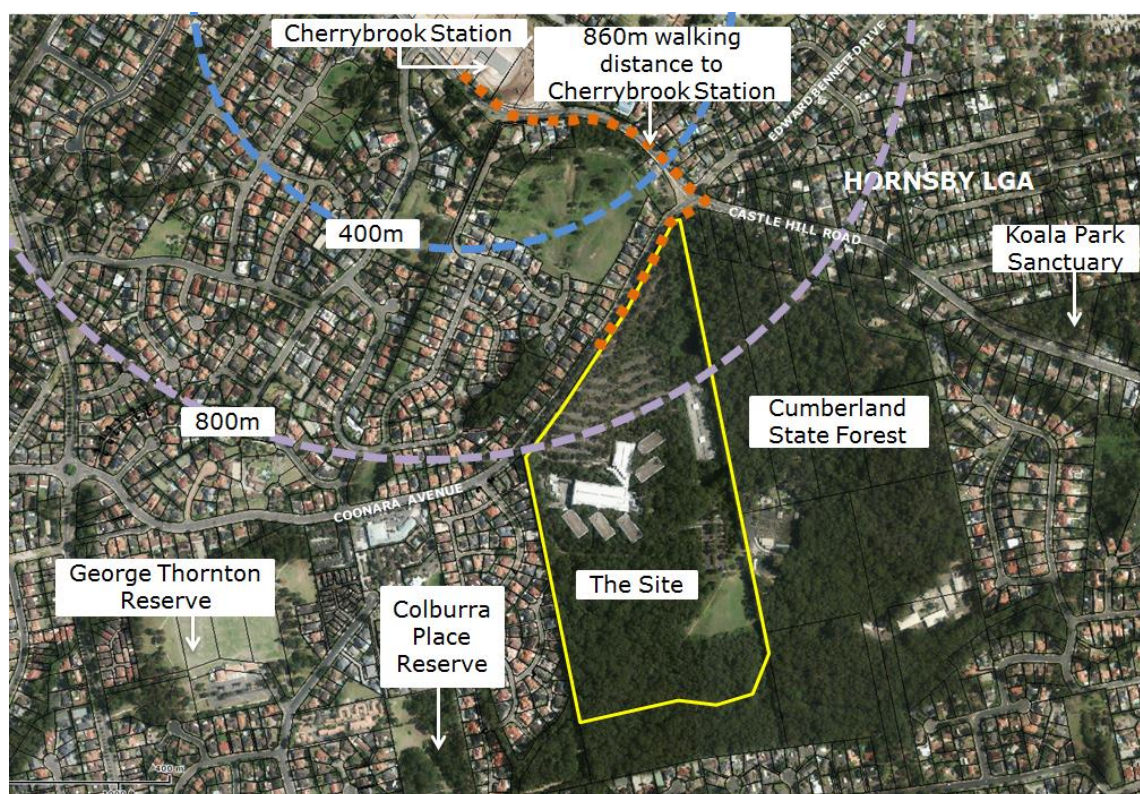 Cherrybrook Station
860m walking
distance to
Cherrybrook Station
EDWARD BENNETT DRIVE
HORNSBY LGA
CASTLE HILL ROAD
400m
Koala Park
Sanctuary
800m
Cumberland
State Forest
COONARA AVENUE
George Thornton
Reserve
The Site
Colburra
Place
Reserve
400 m